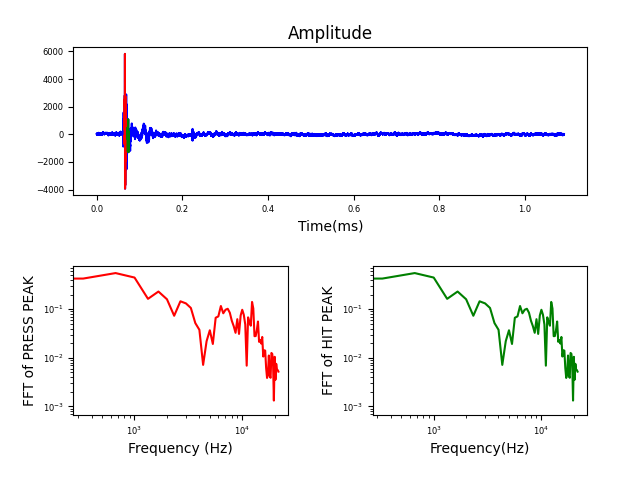 Amplitude
6000
4000
2000
0
−2000
−4000
0.0 0.2 0.4 0.6 0.8 1.0
Time(ms)
FFT of PRESS PEAK
10⁻¹
10⁻²
10⁻³
10³ 10⁴
Frequency (Hz)
FFT of HIT PEAK
10⁻¹
10⁻²
10⁻³
10³ 10⁴
Frequency(Hz)